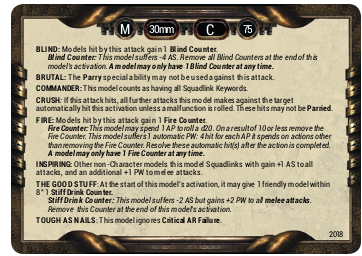 M 30mm C 75
BLIND: Models hit by this attack gain 1 Blind Counter.
Blind Counter: This model suffers -4 AS. Remove all Blind Counters at the end of this
model's activation. A model may only have 1 Blind Counter at any time.
BRUTAL: The Parry special ability may not be used against this attack.
COMMANDER: This model counts as having all Squadlink Keywords.
CRUSH: If this attack hits, all further attacks this model makes against the target
automatically hit this activation unless a malfunction is rolled. These hits may not be Parried.
FIRE: Models hit by this attack gain 1 Fire Counter.
Fire Counter: This model may spend 1 AP to roll a d20. On a result of 10 or less remove the
Fire Counter. This model suffers 1 automatic PW: 4 hit for each AP it spends on actions other
than removing the Fire Counter. Resolve these automatic hit(s) after the action is completed.
A model may only have 1 Fire Counter at any time.
INSPIRING: Other non-Character models this model Squadlinks with gain +1 AS to all
attacks, and an additional +1 PW to melee attacks.
THE GOOD STUFF: At the start of this model's activation, it may give 1 friendly model within
8" 1 Stiff Drink Counter.
Stiff Drink Counter: This model suffers -2 AS but gains +2 PW to all melee attacks.
Remove this Counter at the end of this model's activation.
TOUGH AS NAILS: This model ignores Critical AR Failure.
2018